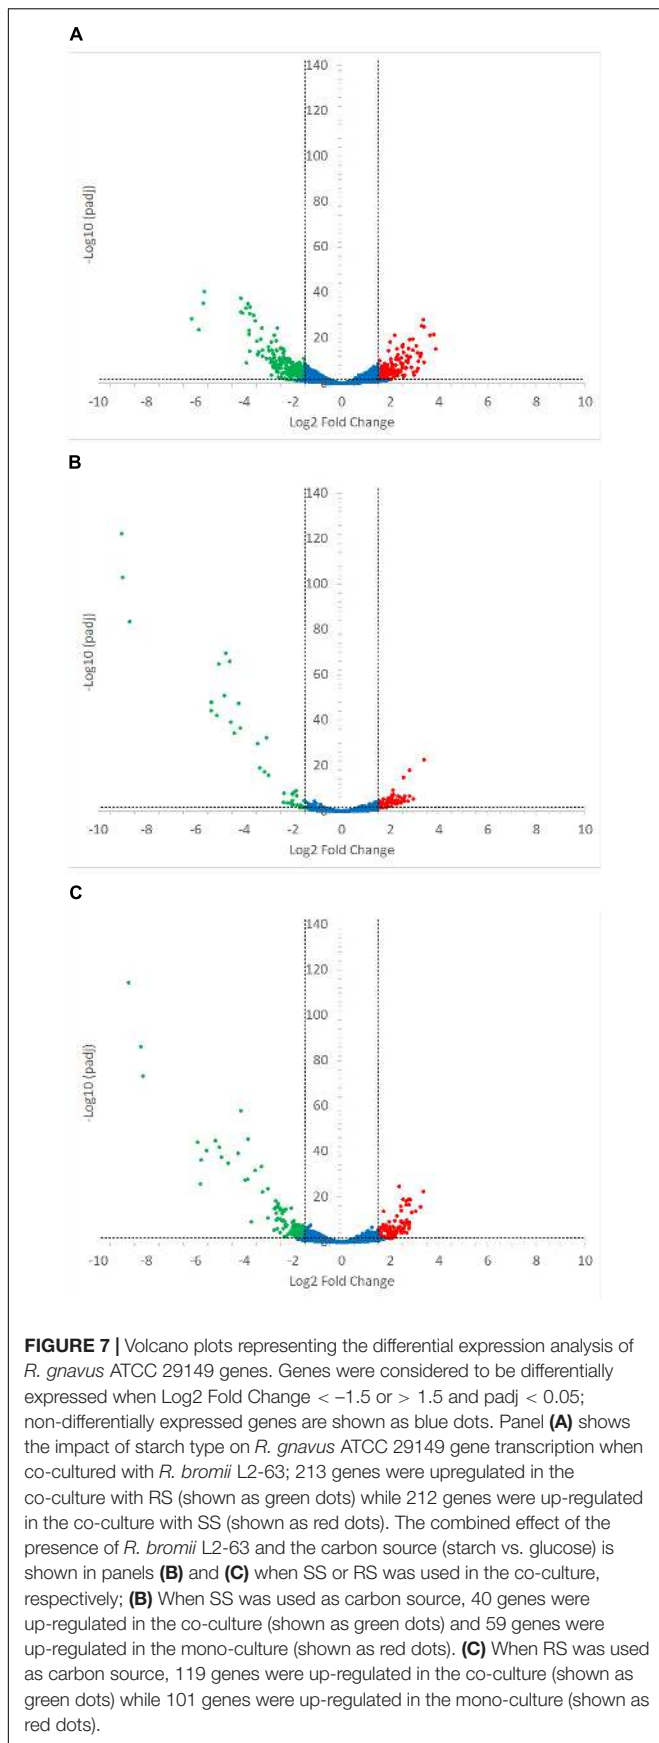 A
140
120
100
80
60
40
20
0
-Log10 (padj)
-10 -8 -6 -4 -2 0 2 4 6 8 10
Log2 Fold Change
B
140
120
100
80
60
40
20
0
-Log10 (padj)
-10 -8 -6 -4 -2 0 2 4 6 8 10
Log2 Fold Change
C
140
120
100
80
60
40
20
0
-Log10 (padj)
-10 -8 -6 -4 -2 0 2 4 6 8 10
Log2 Fold Change
FIGURE 7 | Volcano plots representing the differential expression analysis of
R. gnavus ATCC 29149 genes. Genes were considered to be differentially
expressed when Log2 Fold Change < –1.5 or > 1.5 and padj < 0.05;
non-differentially expressed genes are shown as blue dots. Panel (A) shows
the impact of starch type on R. gnavus ATCC 29149 gene transcription when
co-cultured with R. bromii L2-63; 213 genes were upregulated in the
co-culture with RS (shown as green dots) while 212 genes were up-regulated
in the co-culture with SS (shown as red dots). The combined effect of the
presence of R. bromii L2-63 and the carbon source (starch vs. glucose) is
shown in panels (B) and (C) when SS or RS was used in the co-culture,
respectively; (B) When SS was used as carbon source, 40 genes were
up-regulated in the co-culture (shown as green dots) and 59 genes were
up-regulated in the mono-culture (shown as red dots). (C) When RS was used
as carbon source, 119 genes were up-regulated in the co-culture (shown as
green dots) while 101 genes were up-regulated in the mono-culture (shown as
red dots).